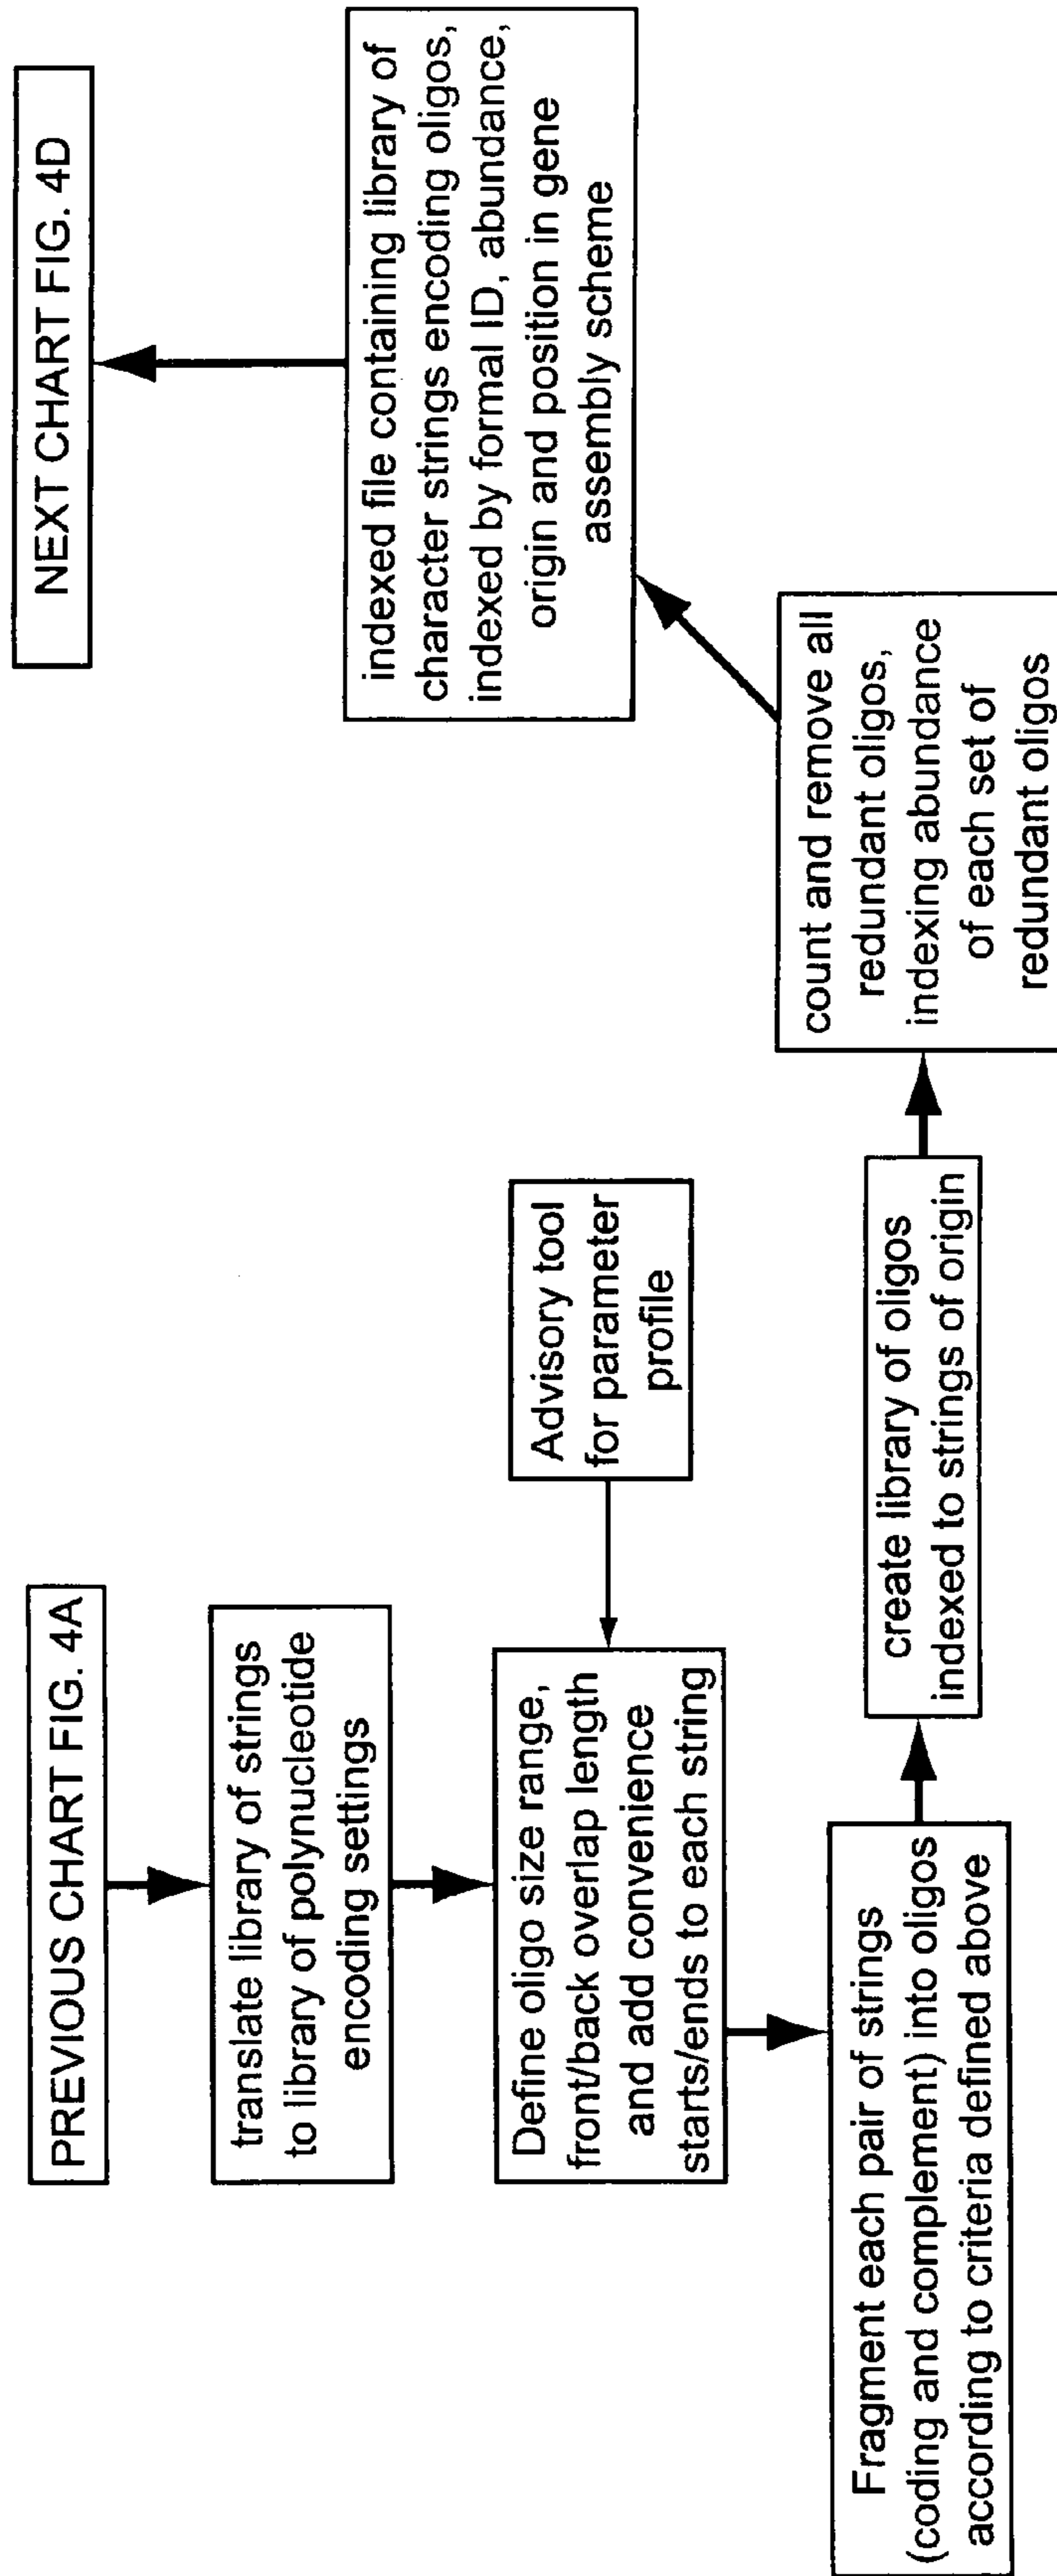 PREVIOUS CHART FIG. 4A
translate library of strings
to library of polynucleotide
encoding settings
Define oligo size range,
front/back overlap length
and add convenience
starts/ends to each string
Advisory tool
for parameter
profile
Fragment each pair of strings
(coding and complement) into oligos
according to criteria defined above
create library of oligos
indexed to strings of origin
count and remove all
redundant oligos,
indexing abundance
of each set of
redundant oligos
indexed file containing library of
character strings encoding oligos,
indexed by formal ID, abundance,
origin and position in gene
assembly scheme
NEXT CHART FIG. 4D